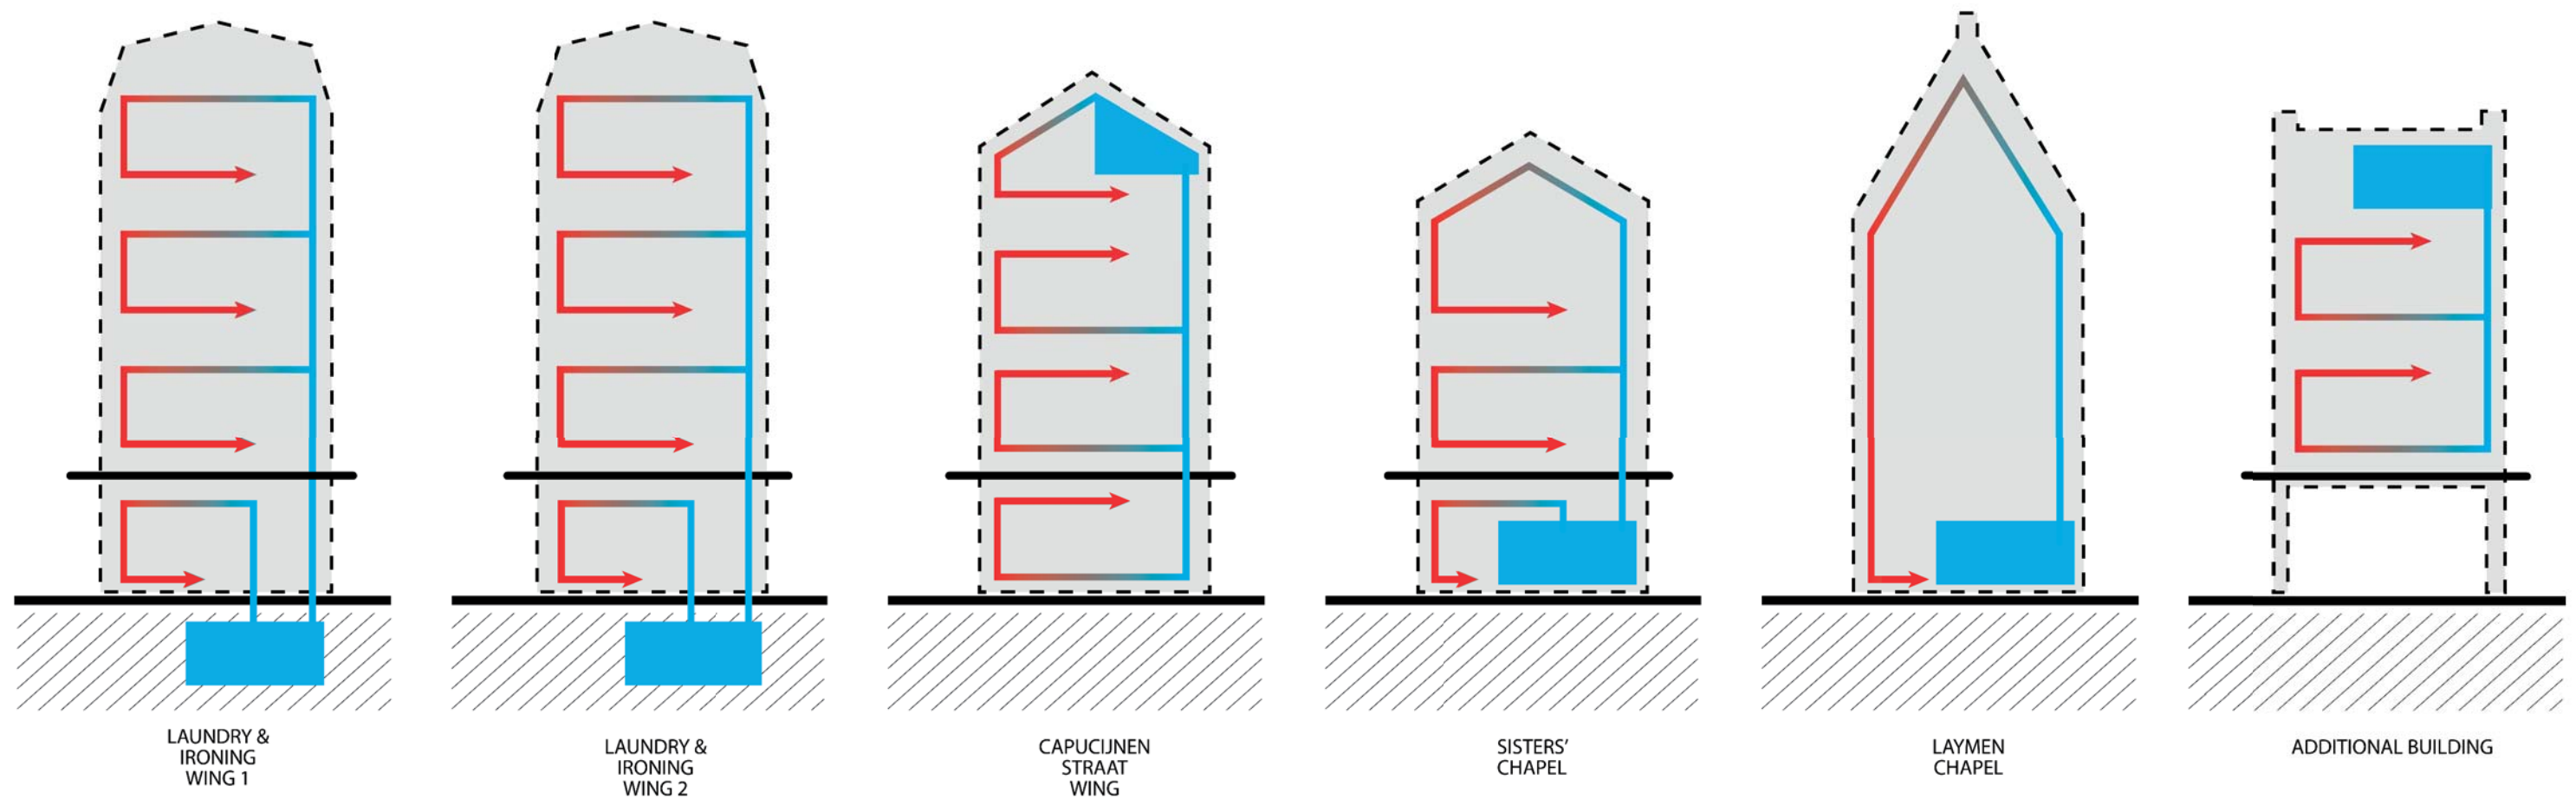 LAUNDRY &
IRONING
WING 1
LAUNDRY &
IRONING
WING 2
CAPUCIJNEN
STRAAT
WING
SISTERS’
CHAPEL
LAYMEN
CHAPEL
ADDITIONAL BUILDING